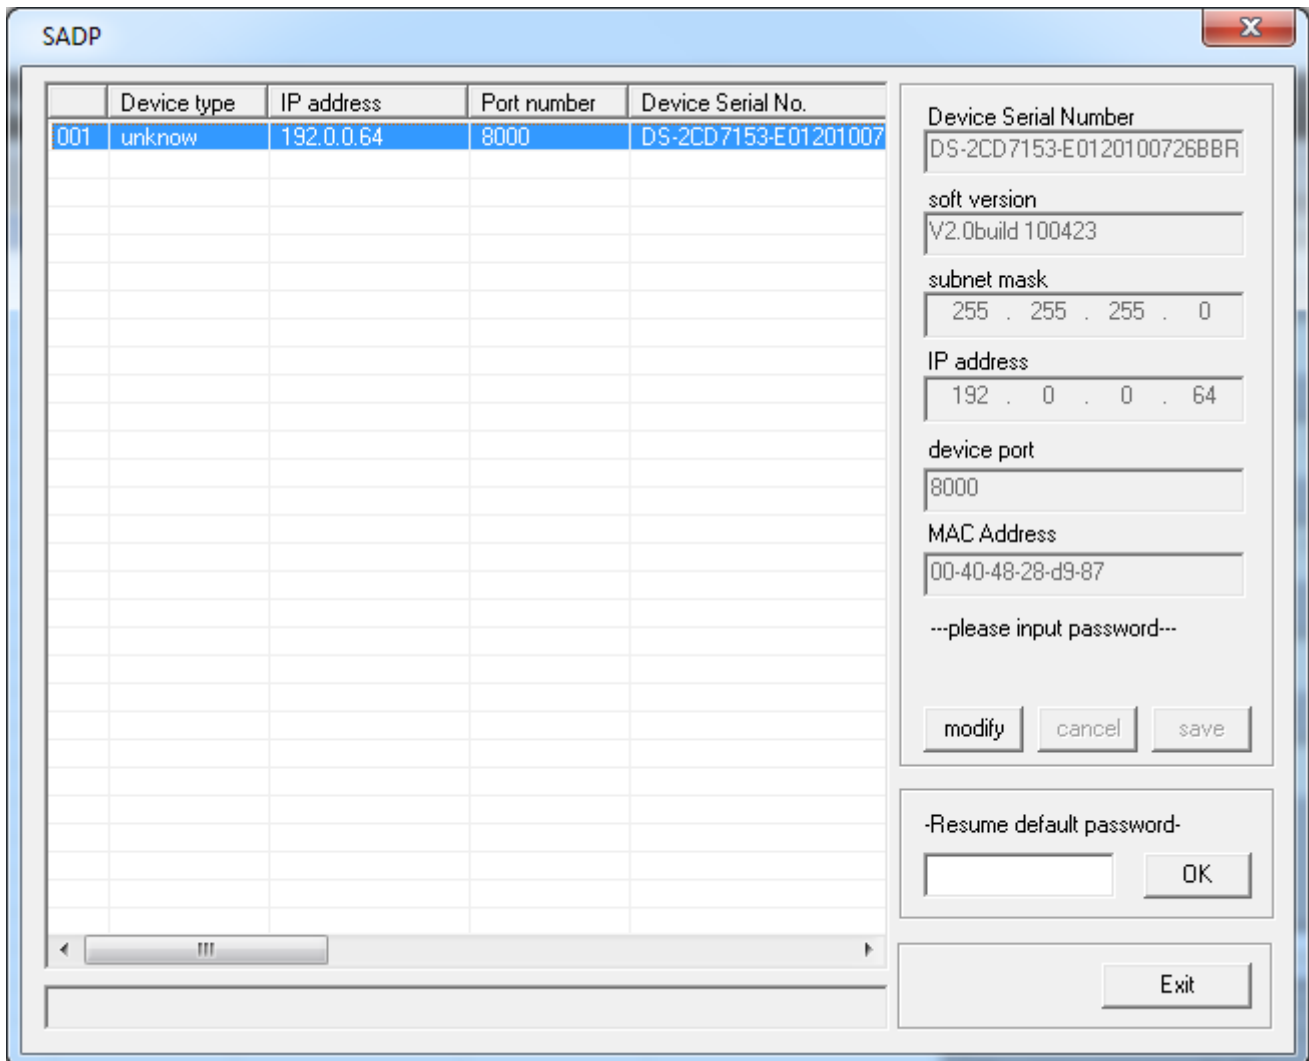 SADP
Device type IP address Port number Device Serial No.
001 unknow 192.0.0.64 8000 DS-2CD7153-E01201007
Device Serial Number
DS-2CD7153-E0120100726BBR
soft version
V2.0build 100423
subnet mask
255 . 255 . 255 . 0
IP address
192 . 0 . 0 . 64
device port
8000
MAC Address
00-40-48-28-d9-87
---please input password---
modify cancel save
-Resume default password-
OK
Exit